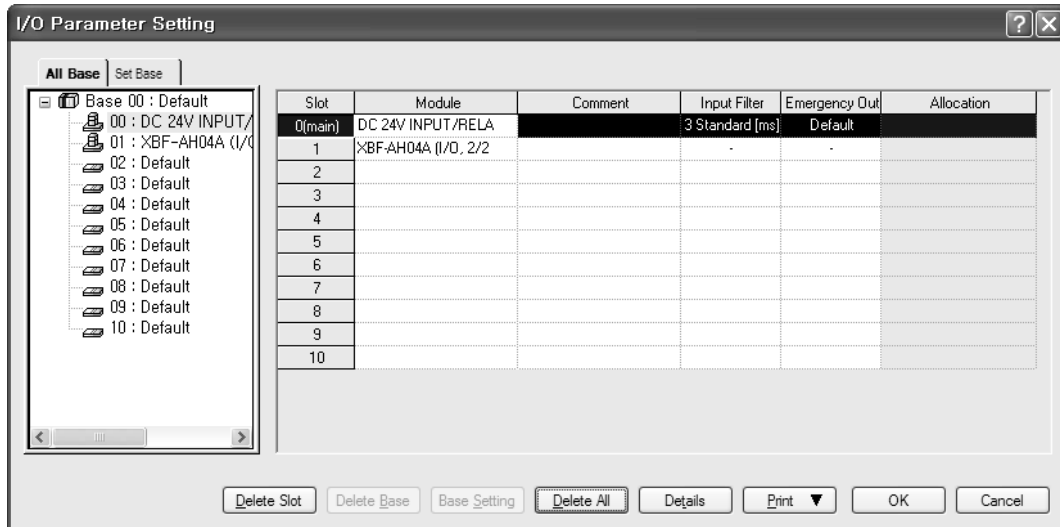 I/O Parameter Setting
All Base Set Base
Base 00 : Default
00 : DC 24V INPUT/
01 : XBF-AH04A (I/O
02 : Default
03 : Default
04 : Default
05 : Default
06 : Default
07 : Default
08 : Default
09 : Default
10 : Default
Slot Module Comment Input Filter Emergency Out Allocation
0(main) DC 24V INPUT/RELA 3 Standard [ms] Default
1 XBF-AH04A (I/O, 2/2 - -
2
3
4
5
6
7
8
9
10
Delete Slot Delete Base Base Setting Delete All Details Print ▼ OK Cancel